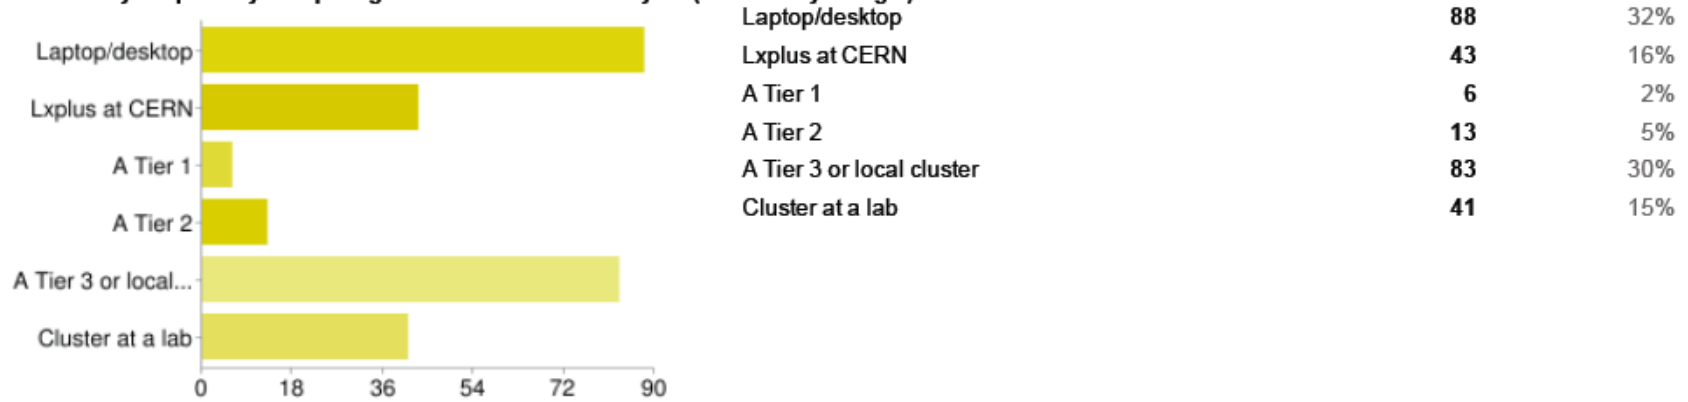 Laptop/desktop
Lxplus at CERN
A Tier 1
A Tier 2
A Tier 3 or local...
Cluster at a lab
0 18 36 54 72 90
Laptop/desktop 88 32%
Lxplus at CERN 43 16%
A Tier 1 6 2%
A Tier 2 13 5%
A Tier 3 or local cluster 83 30%
Cluster at a lab 41 15%